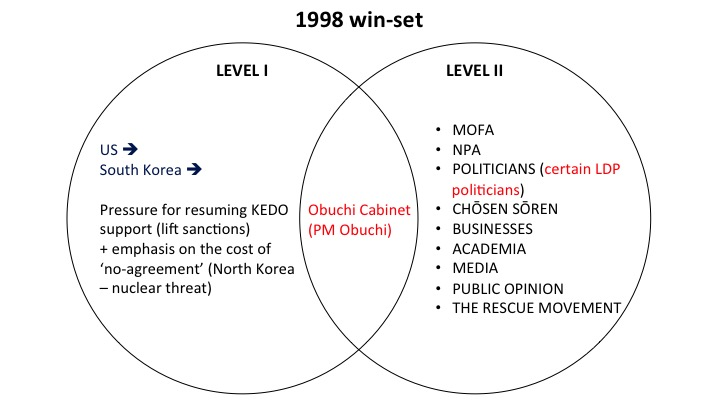 1998 win-set
LEVEL I
US ➔
South Korea ➔
Pressure for resuming KEDO
support (lift sanctions)
+ emphasis on the cost of
‘no-agreement’ (North Korea
– nuclear threat)
Obuchi Cabinet
(PM Obuchi)
LEVEL II
• MOFA
• NPA
• POLITICIANS (certain LDP
politicians)
• CHŌSEN SŌREN
• BUSINESSES
• ACADEMIA
• MEDIA
• PUBLIC OPINION
• THE RESCUE MOVEMENT